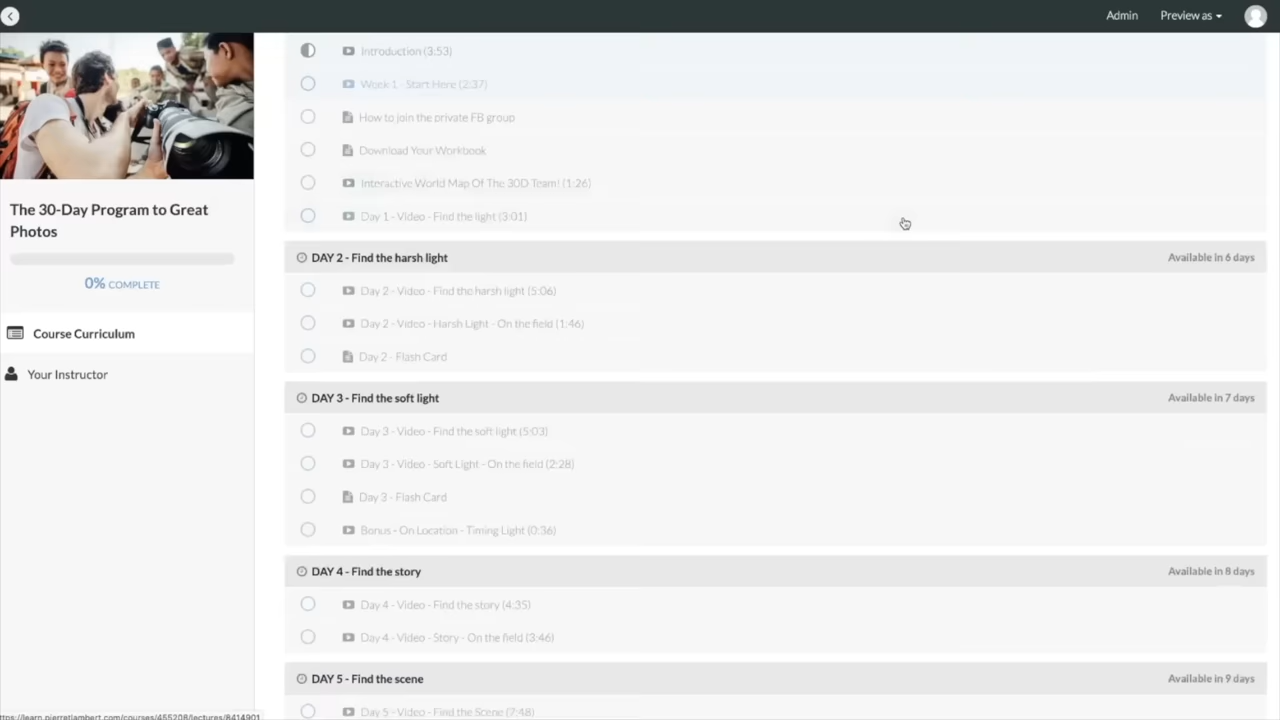 Admin
Preview as
Introduction (3:53)
Week 1 - Start Here (2:37)
How to join the private FB group
Download Your Workbook
Interactive World Map Of The 30D Team! (1:26)
Day 1 - Video - Find the light (3:01)
The 30-Day Program to Great
Photos
0% COMPLETE
Course Curriculum
Your Instructor
DAY 2 - Find the harsh light
Available in 6 days
Day 2 - Video - Find the harsh light (5:06)
Day 2 - Video - Harsh Light - On the field (1:46)
Day 2 - Flash Card
DAY 3 - Find the soft light
Available in 7 days
Day 3 - Video - Find the soft light (5:03)
Day 3 - Video - Soft Light - On the field (2:28)
Day 3 - Flash Card
Bonus - On Location - Timing Light (0:36)
DAY 4 - Find the story
Available in 8 days
Day 4 - Video - Find the story (4:35)
Day 4 - Video - Story - On the field (3:46)
DAY 5 - Find the scene
Available in 9 days
Day 5 - Video - Find the Scene (7:48)
ttps://learn.pierretlambert.com/courses/455208/lectures/8414901